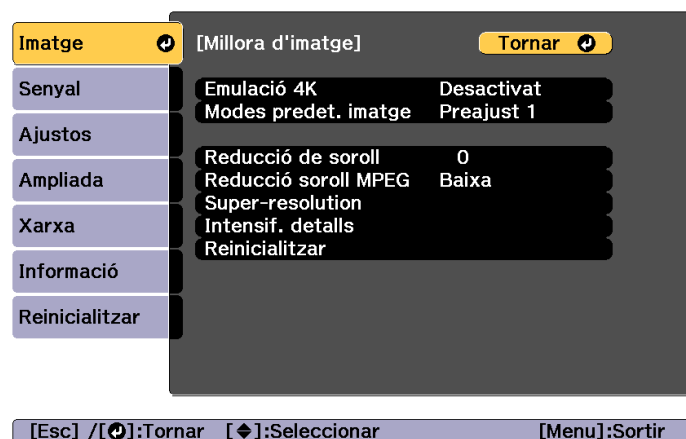 Imatge
Senyal
Ajustos
Ampliada
Xarxa
Informació
Reinicialitzar
[Millora d'imatge] Tornar
Emulació 4K Desactivat
Modes predet. imatge Preajust 1
Reducció de soroll 0
Reducció soroll MPEG Baixa
Super-resolution
Intensif. detalls
Reinicialitzar
[Esc] /[⏎]:Tornar [◆]:Seleccionar [Menu]:Sortir